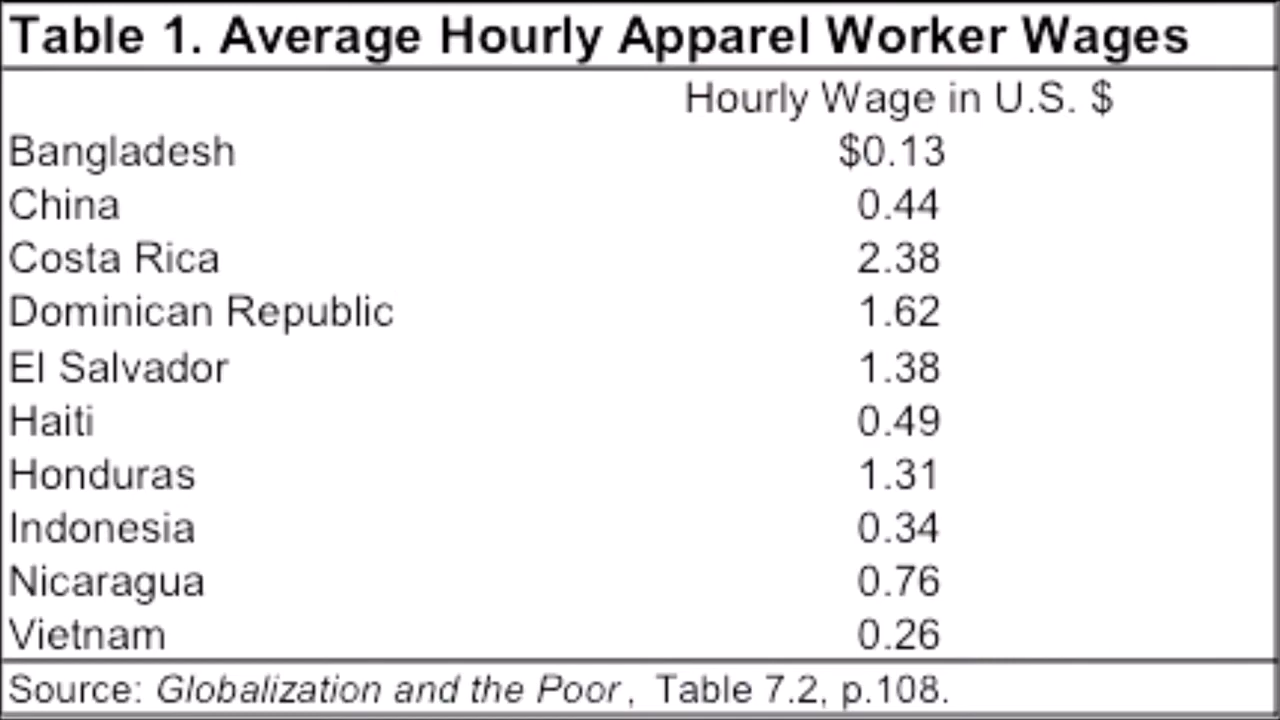 Table 1. Average Hourly Apparel Worker Wages
Hourly Wage in U.S. $
Bangladesh $0.13
China 0.44
Costa Rica 2.38
Dominican Republic 1.62
El Salvador 1.38
Haiti 0.49
Honduras 1.31
Indonesia 0.34
Nicaragua 0.76
Vietnam 0.26
Source: Globalization and the Poor, Table 7.2, p.108.